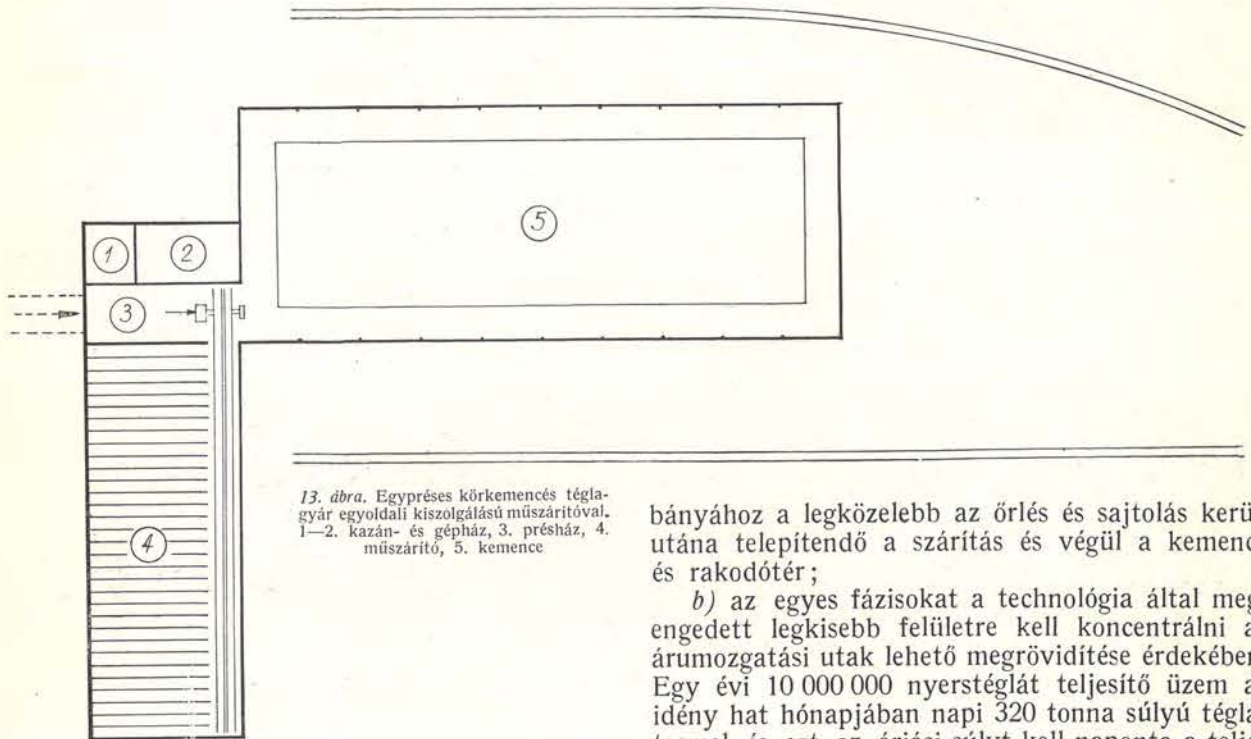 1
2
3
5
4
13. ábra. Egypréses körkemencés tégla-
gyár egyoldali kiszolgálású műszárítóval.
1—2. kazán- és gépház, 3. présház, 4.
műszárító, 5. kemence
bányához a legközelebb az őrlés és sajtolás kerü
utána telepítendő a szárítás és végül a kemenc
és rakodótér;
b) az egyes fázisokat a technológia által meg
engedett legkisebb felületre kell koncentrálni a
árumozgatási utak lehető megrövidítése érdekébe
Egy évi 10 000 000 nyerstéglát teljesítő üzem a
idény hat hónapjában napi 320 tonna súlyú tégla